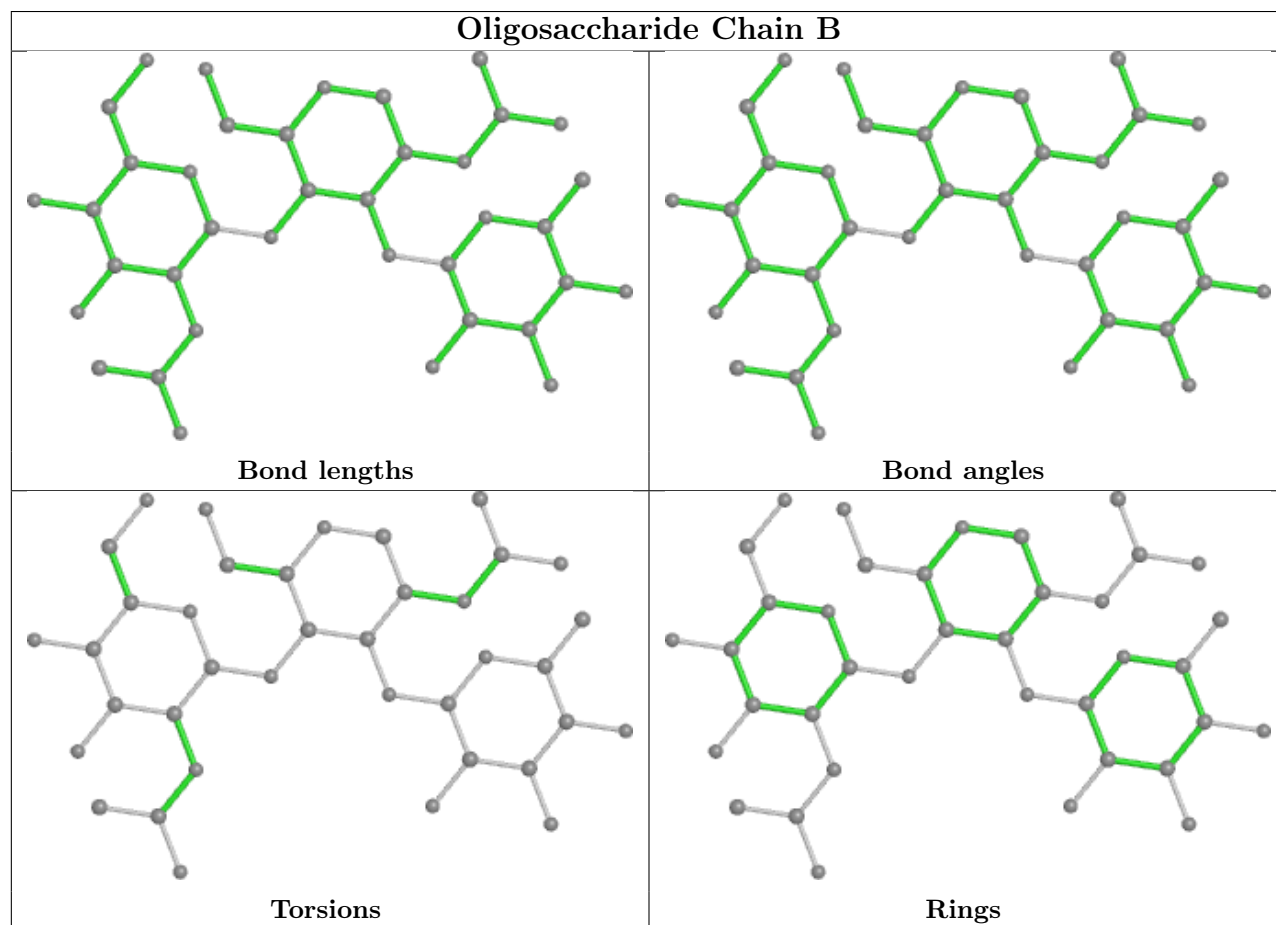 Oligosaccharide Chain B
Bond lengths
Bond angles
Torsions
Rings